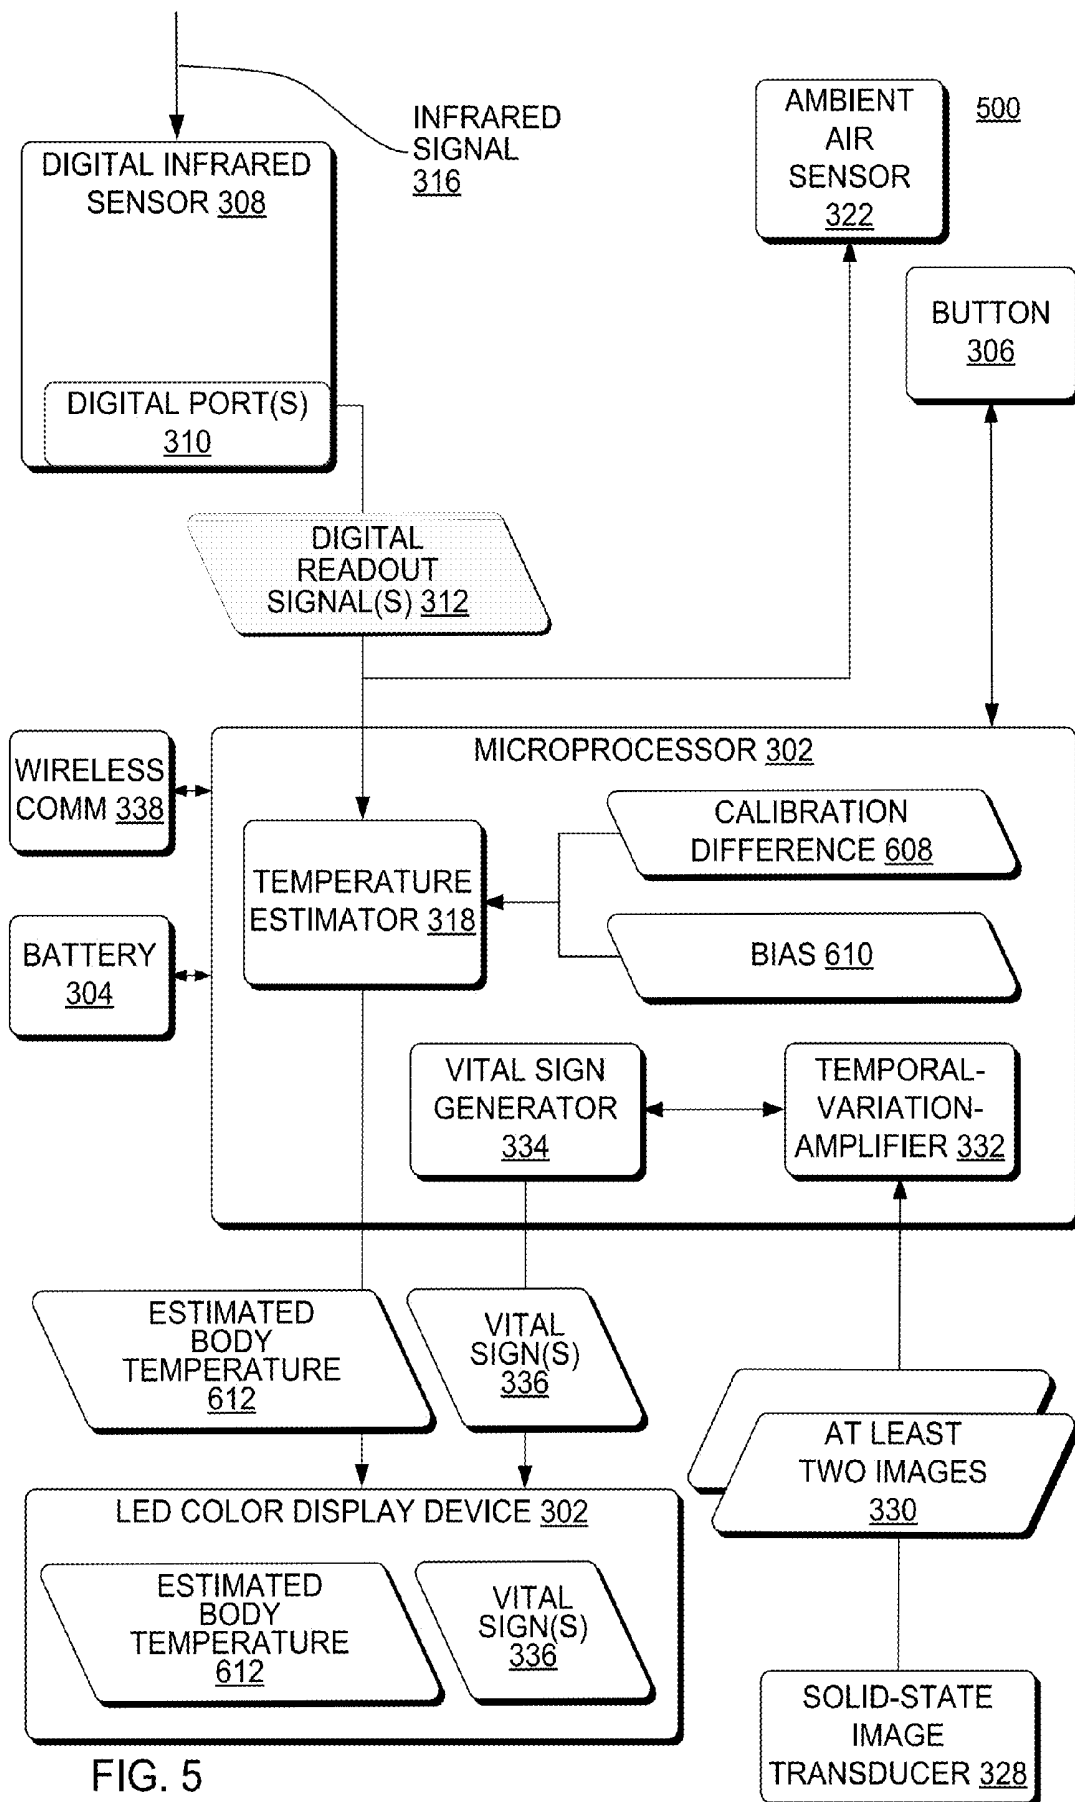 INFRARED
SIGNAL
316
AMBIENT
AIR
SENSOR
322
500
DIGITAL INFRARED
SENSOR 308
BUTTON
306
DIGITAL PORT(S)
310
DIGITAL
READOUT
SIGNAL(S) 312
WIRELESS
COMM 338
MICROPROCESSOR 302
CALIBRATION
DIFFERENCE 608
TEMPERATURE
ESTIMATOR 318
BATTERY
304
BIAS 610
VITAL SIGN
GENERATOR
334
TEMPORAL-
VARIATION-
AMPLIFIER 332
ESTIMATED
BODY
TEMPERATURE
612
VITAL
SIGN(S)
336
AT LEAST
TWO IMAGES
330
LED COLOR DISPLAY DEVICE 302
ESTIMATED
BODY
TEMPERATURE
612
VITAL
SIGN(S)
336
SOLID-STATE
IMAGE
TRANSDUCER 328
FIG. 5